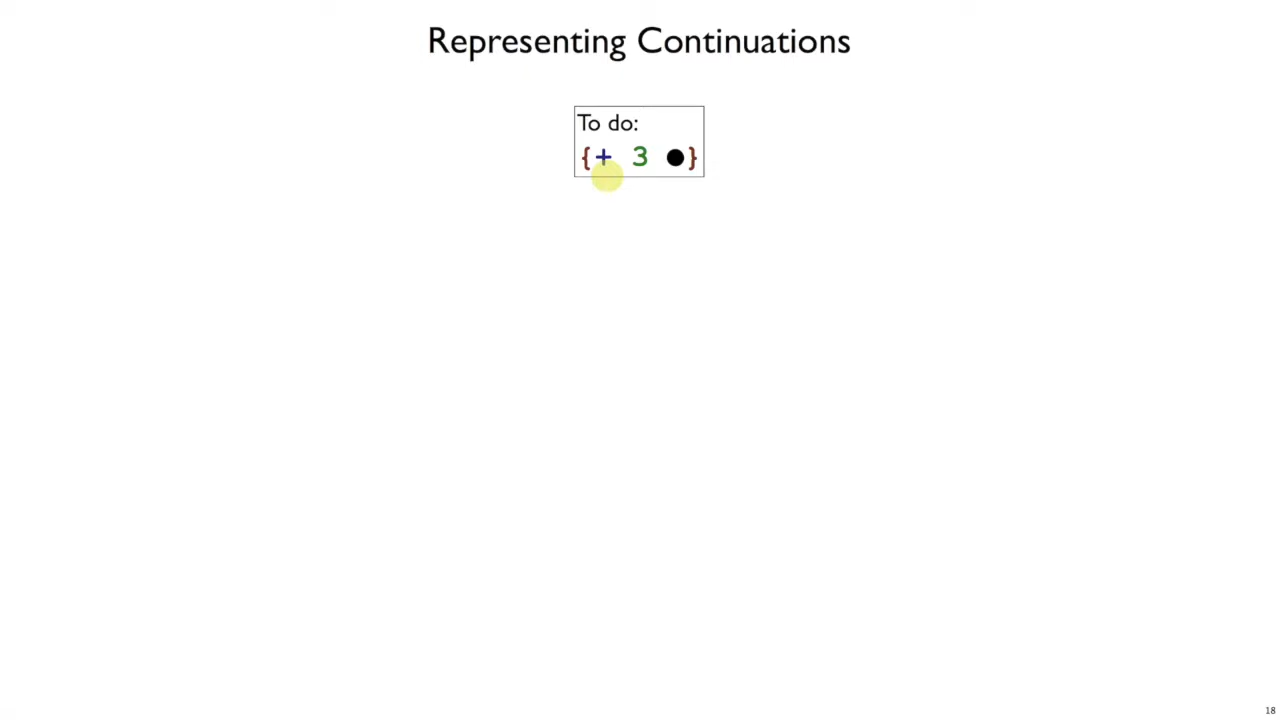 Representing Continuations
To do:
{+ 3 ●}
18